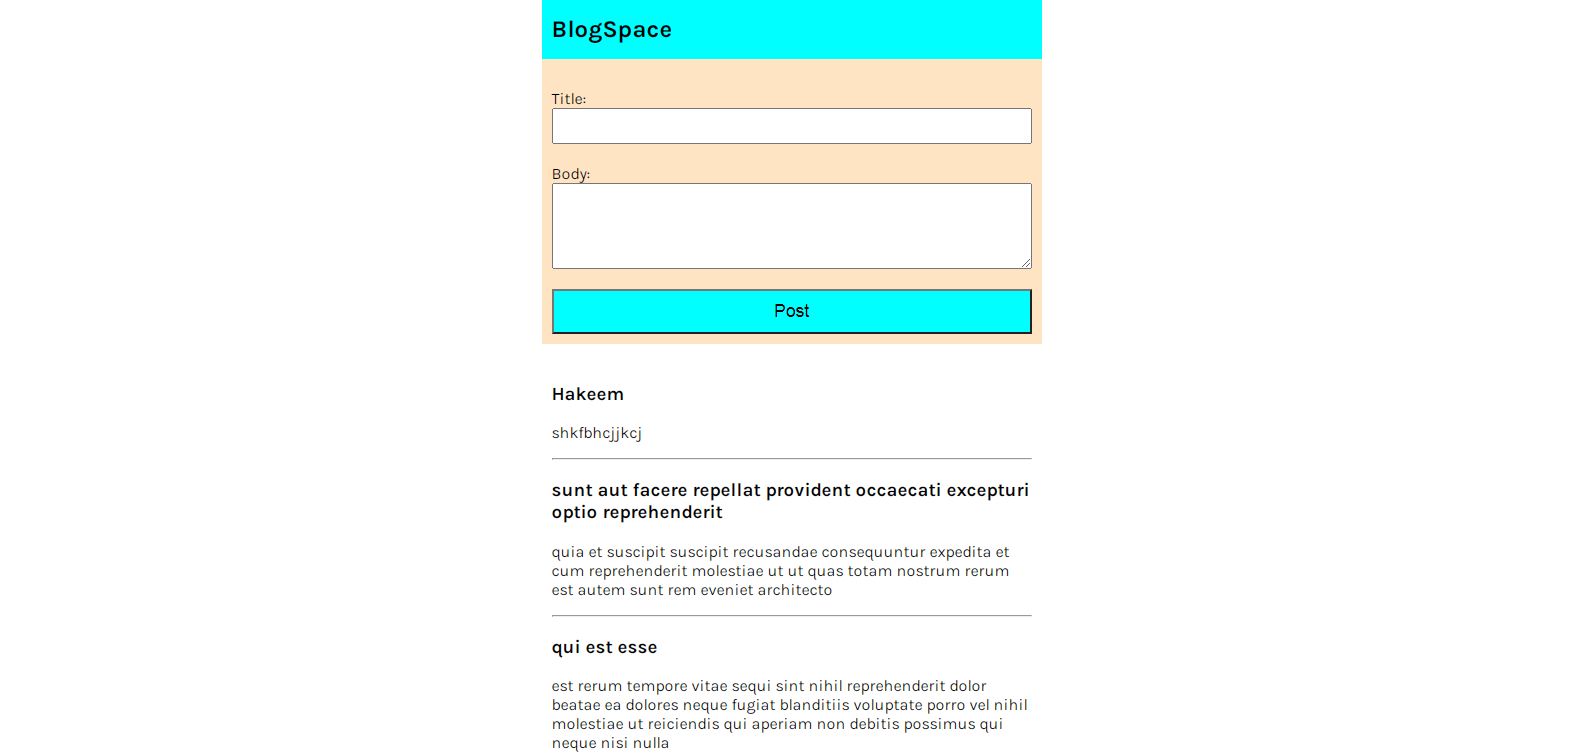 BlogSpace
Title:
Body:
Post
Hakeem
shkfbhcjjkcj
sunt aut facere repellat provident occaecati excepturi
optio reprehenderit
quia et suscipit suscipit recusandae consequuntur expedita et
cum reprehenderit molestiae ut ut quas totam nostrum rerum
est autem sunt rem eveniet architecto
qui est esse
est rerum tempore vitae sequi sint nihil reprehenderit dolor
beatae ea dolores neque fugiat blanditiis voluptate porro vel nihil
molestiae ut reiciendis qui aperiam non debitis possimus qui
neque nisi nulla